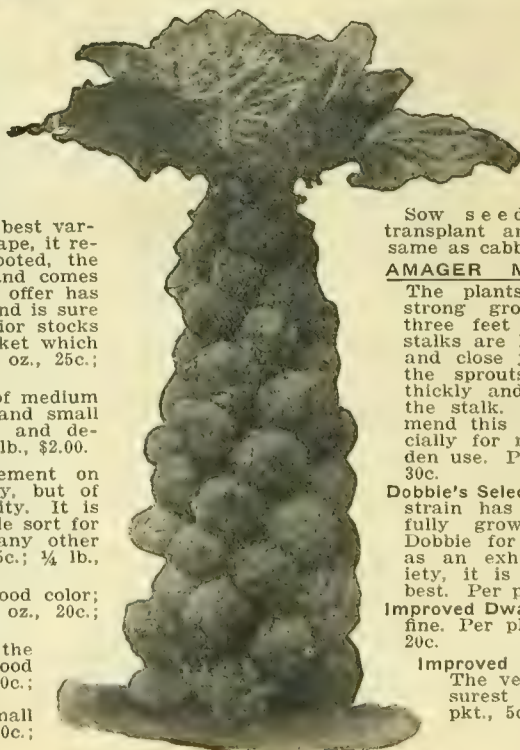 best var-
ape, it re-
ooted, the
and comes
offer has
nd is sure
ior stocks
ket which
oz., 25c.;
of medium
and small
and de-
lb., $2.00.
ement on
y, but of
ity. It is
le sort for
any other
5c.; ¼ lb.,
ood color;
oz., 20c.;
the
ood
0c.;
mall
0c.;
Sow seed
transplant an
same as cabb
AMAGER M
The plants
strong gro
three feet
stalks are
and close
the sprouts
thickly and
the stalk.
mend this
cially for m
den use. P
30c.
Dobbie's Selec
strain has
fully grow
Dobbie for
as an exh
iety, it is
best. Per p
Improved Dwa
fine. Per pk
20c.
Improved
The ve
surest
pkt., 5c